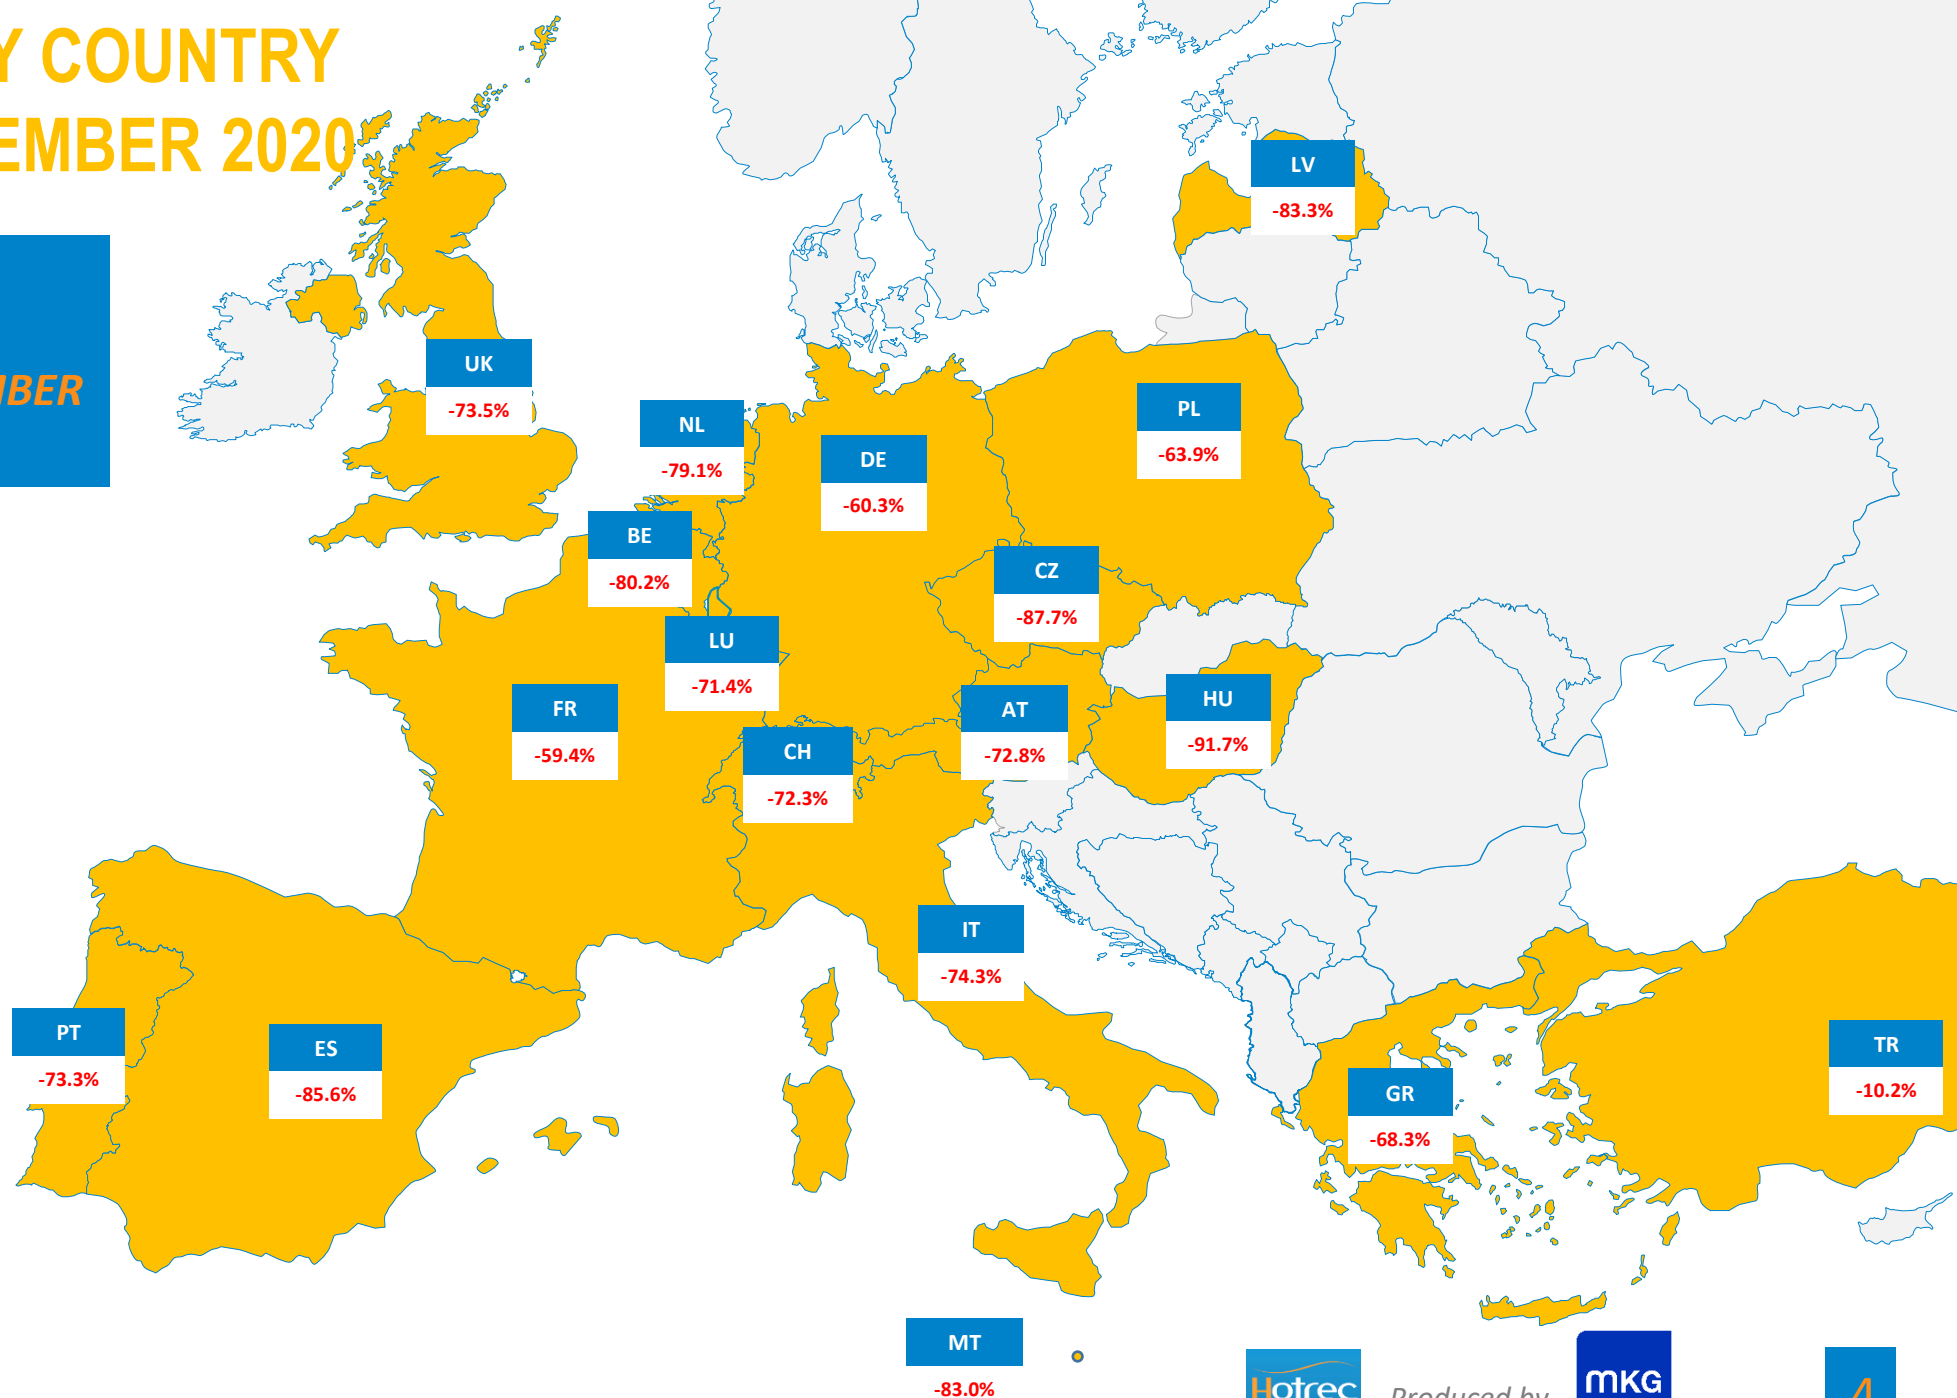 Y COUNTRY
EMBER 2020
MBER
LV
-83.3%
UK
-73.5%
NL
-79.1%
DE
-60.3%
PL
-63.9%
BE
-80.2%
CZ
-87.7%
LU
-71.4%
FR
-59.4%
CH
-72.3%
AT
-72.8%
HU
-91.7%
IT
-74.3%
PT
-73.3%
ES
-85.6%
GR
-68.3%
TR
-10.2%
MT
-83.0%
Hotrec
Produced by
mkg
4